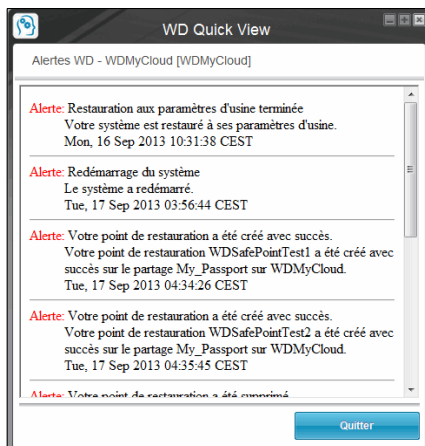 WD Quick View
Alertes WD - WDMyCloud [WDMyCloud]
Alerte: Restauration aux paramètres d'usine terminée
Votre système est restauré à ses paramètres d'usine.
Mon, 16 Sep 2013 10:31:38 CEST
Alerte: Redémarrage du système
Le système a redémarré.
Tue, 17 Sep 2013 03:56:44 CEST
Alerte: Votre point de restauration a été créé avec succès.
Votre point de restauration WDSafePointTest1 a été créé avec
succès sur le partage My_Passport sur WDMyCloud.
Tue, 17 Sep 2013 04:34:26 CEST
Alerte: Votre point de restauration a été créé avec succès.
Votre point de restauration WDSafePointTest2 a été créé avec
succès sur le partage My_Passport sur WDMyCloud.
Tue, 17 Sep 2013 04:35:45 CEST
Alerte: Votre point de restauration a été supprimé
Quitter